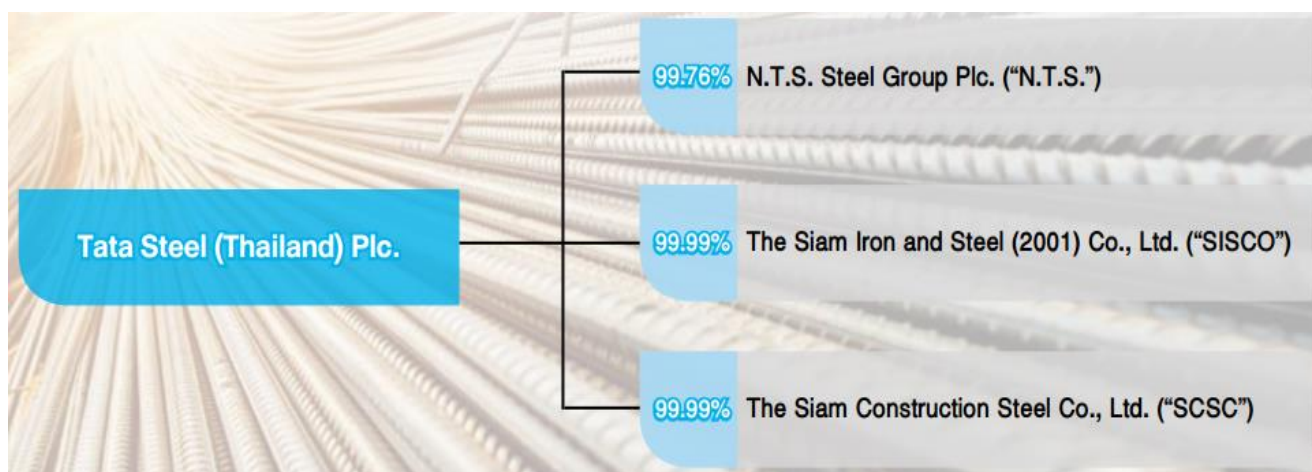 99.76% N.T.S. Steel Group Plc. (“N.T.S.”)
Tata Steel (Thailand) Plc.
99.99% The Siam Iron and Steel (2001) Co., Ltd. (“SISCO”)
99.99% The Siam Construction Steel Co., Ltd. (“SCSC”)